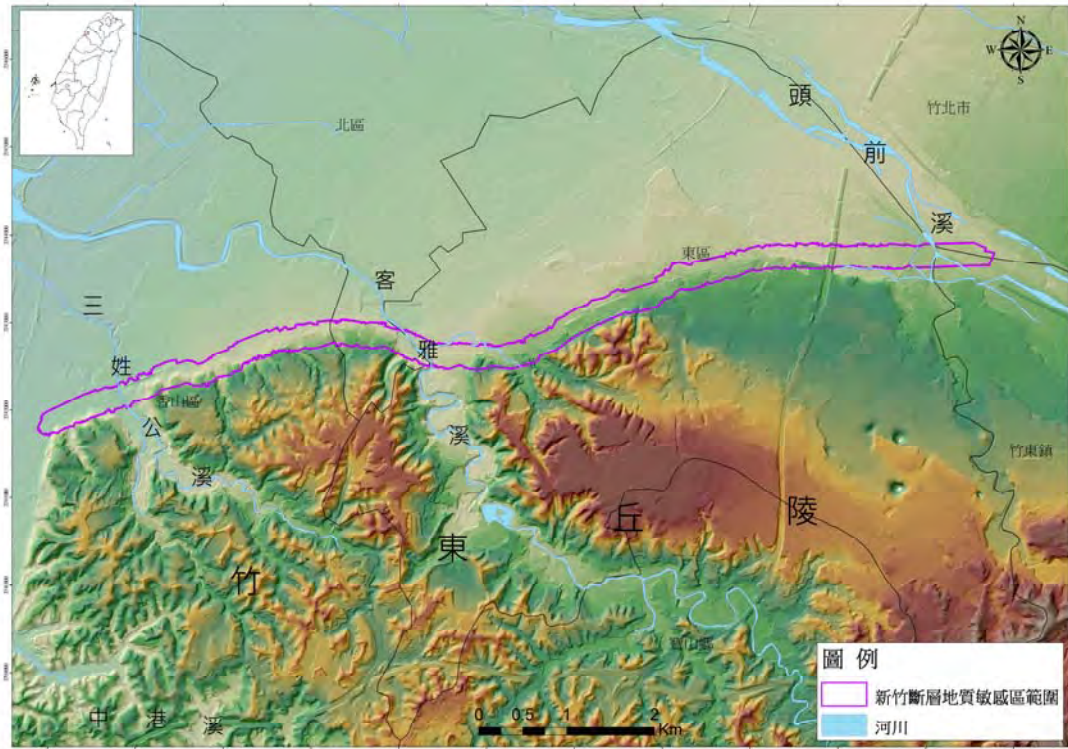 N
W E
S
頭前溪
竹北市
北區
東區
客雅溪
三姓公溪
香山區
竹東丘陵
竹東鎮
寶山鄉
中港溪
0 0.5 1 2
Km
圖例
新竹斷層地質敏感區範圍
河川